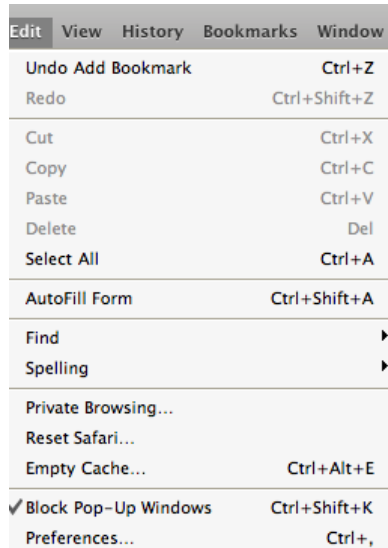 Edit View History Bookmarks Window
Undo Add Bookmark Ctrl+Z
Redo Ctrl+Shift+Z
Cut Ctrl+X
Copy Ctrl+C
Paste Ctrl+V
Delete Del
Select All Ctrl+A
AutoFill Form Ctrl+Shift+A
Find
Spelling
Private Browsing...
Reset Safari...
Empty Cache... Ctrl+Alt+E
Block Pop-Up Windows Ctrl+Shift+K
Preferences... Ctrl+,